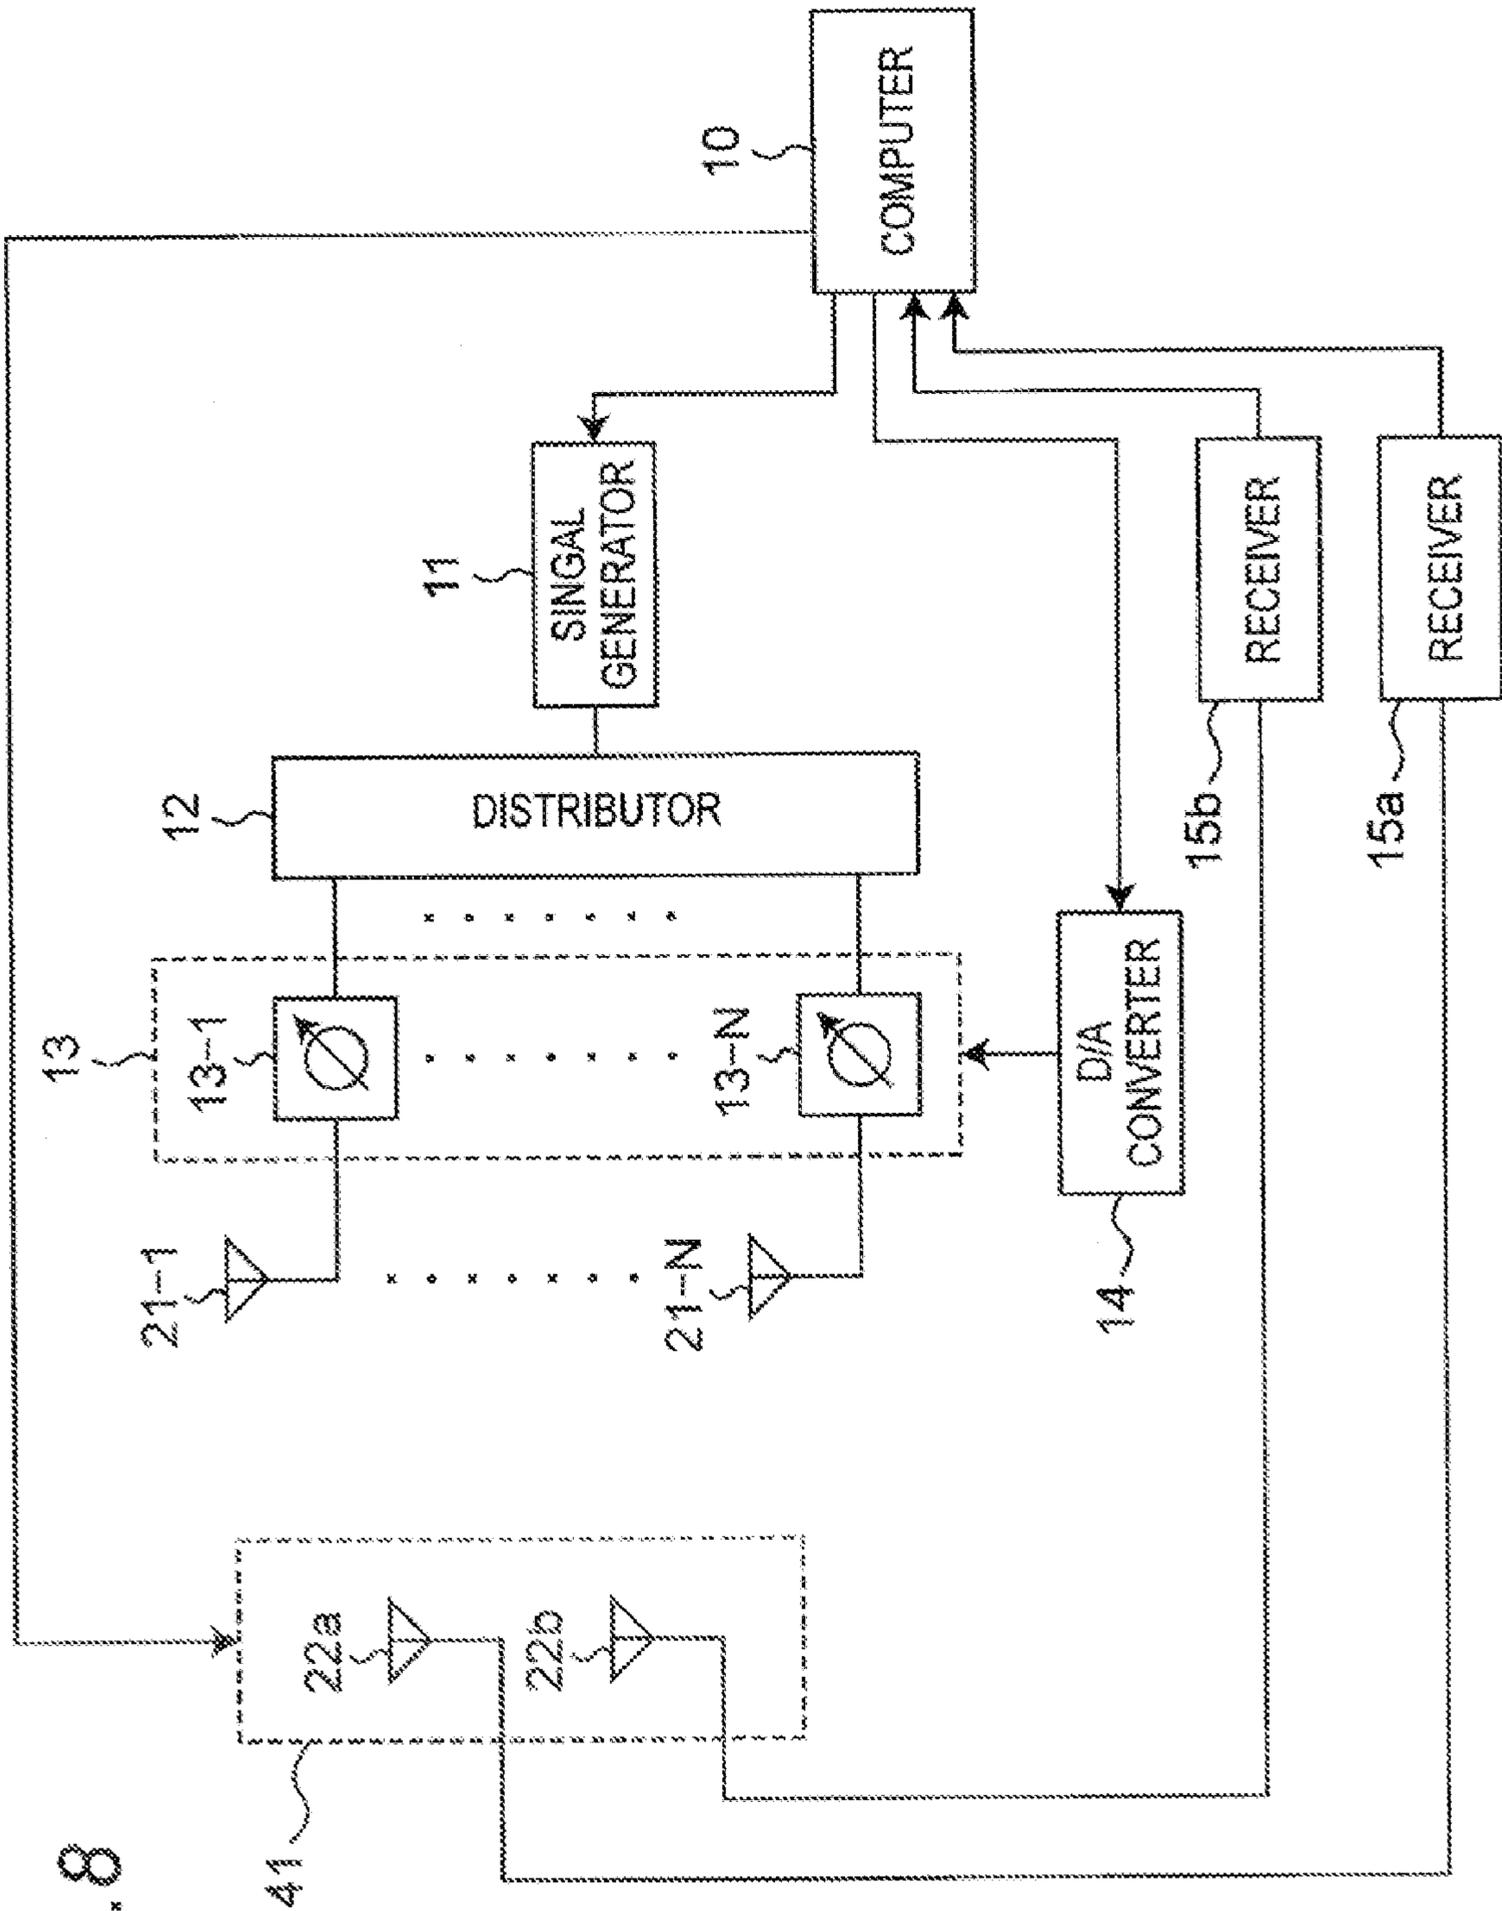 .8
41
22a
22b
21-1
21-N
13
13-1
13-N
12
DISTRIBUTOR
11
SINGAL
GENERATOR
10
COMPUTER
14
D/A
CONVERTER
15b
RECEIVER
15a
RECEIVER